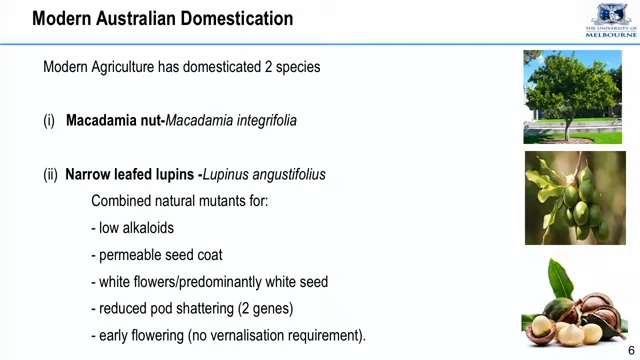 Modern Australian Domestication
THE UNIVERSITY OF
MELBOURNE
Modern Agriculture has domesticated 2 species
(i) Macadamia nut-Macadamia integrifolia
(ii) Narrow leafed lupins -Lupinus angustifolius
Combined natural mutants for:
- low alkaloids
- permeable seed coat
- white flowers/predominantly white seed
- reduced pod shattering (2 genes)
- early flowering (no vernalisation requirement).
6